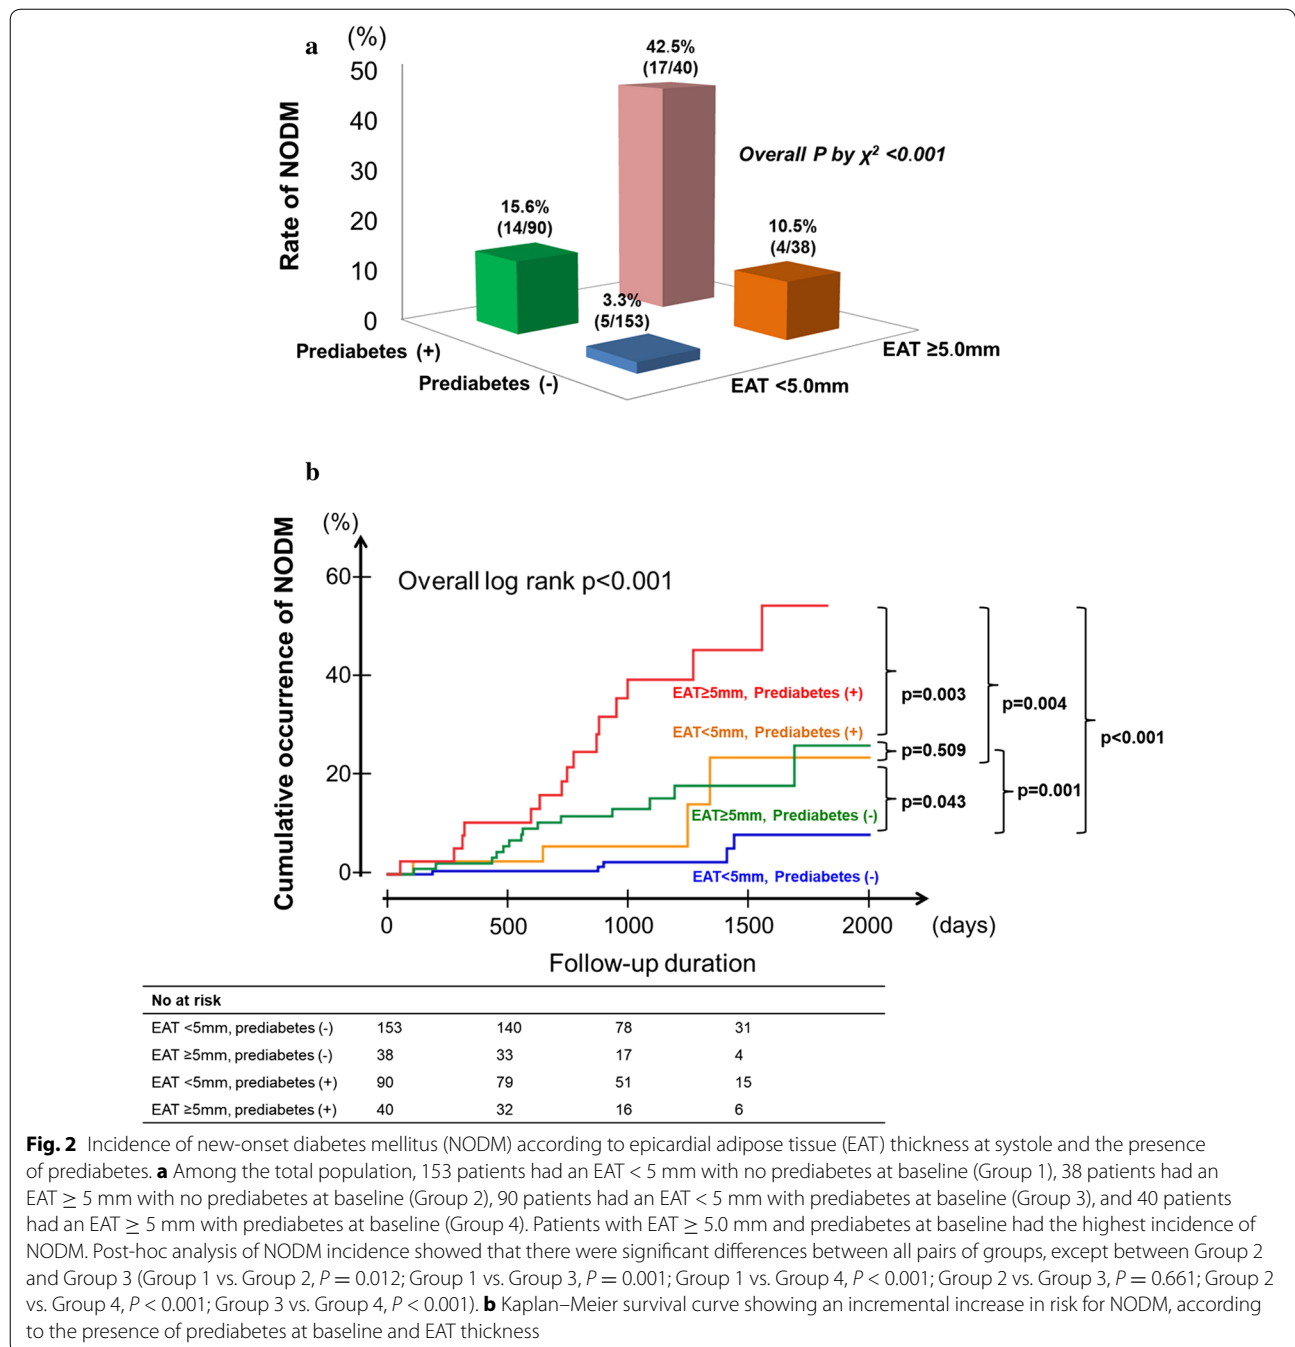 a
(%)
50
40
30
20
10
0
Rate of NODM
42.5%
(17/40)
Overall P by χ² <0.001
15.6%
(14/90)
10.5%
(4/38)
3.3%
(5/153)
Prediabetes (+)
Prediabetes (-)
EAT ≥5.0mm
EAT <5.0mm
b
(%)
Cumulative occurrence of NODM
60
40
20
0
Overall log rank p<0.001
EAT≥5mm, Prediabetes (+)
EAT<5mm, Prediabetes (+)
EAT≥5mm, Prediabetes (-)
EAT<5mm, Prediabetes (-)
p=0.003
p=0.004
p<0.001
p=0.509
p=0.043
p=0.001
0 500 1000 1500 2000 (days)
Follow-up duration
No at risk
EAT <5mm, prediabetes (-) 153 140 78 31
EAT ≥5mm, prediabetes (-) 38 33 17 4
EAT <5mm, prediabetes (+) 90 79 51 15
EAT ≥5mm, prediabetes (+) 40 32 16 6
Fig. 2 Incidence of new-onset diabetes mellitus (NODM) according to epicardial adipose tissue (EAT) thickness at systole and the presence
of prediabetes. a Among the total population, 153 patients had an EAT < 5 mm with no prediabetes at baseline (Group 1), 38 patients had an
EAT ≥ 5 mm with no prediabetes at baseline (Group 2), 90 patients had an EAT < 5 mm with prediabetes at baseline (Group 3), and 40 patients
had an EAT ≥ 5 mm with prediabetes at baseline (Group 4). Patients with EAT ≥ 5.0 mm and prediabetes at baseline had the highest incidence of
NODM. Post-hoc analysis of NODM incidence showed that there were significant differences between all pairs of groups, except between Group 2
and Group 3 (Group 1 vs. Group 2, P = 0.012; Group 1 vs. Group 3, P = 0.001; Group 1 vs. Group 4, P < 0.001; Group 2 vs. Group 3, P = 0.661; Group 2
vs. Group 4, P < 0.001; Group 3 vs. Group 4, P < 0.001). b Kaplan–Meier survival curve showing an incremental increase in risk for NODM, according
to the presence of prediabetes at baseline and EAT thickness